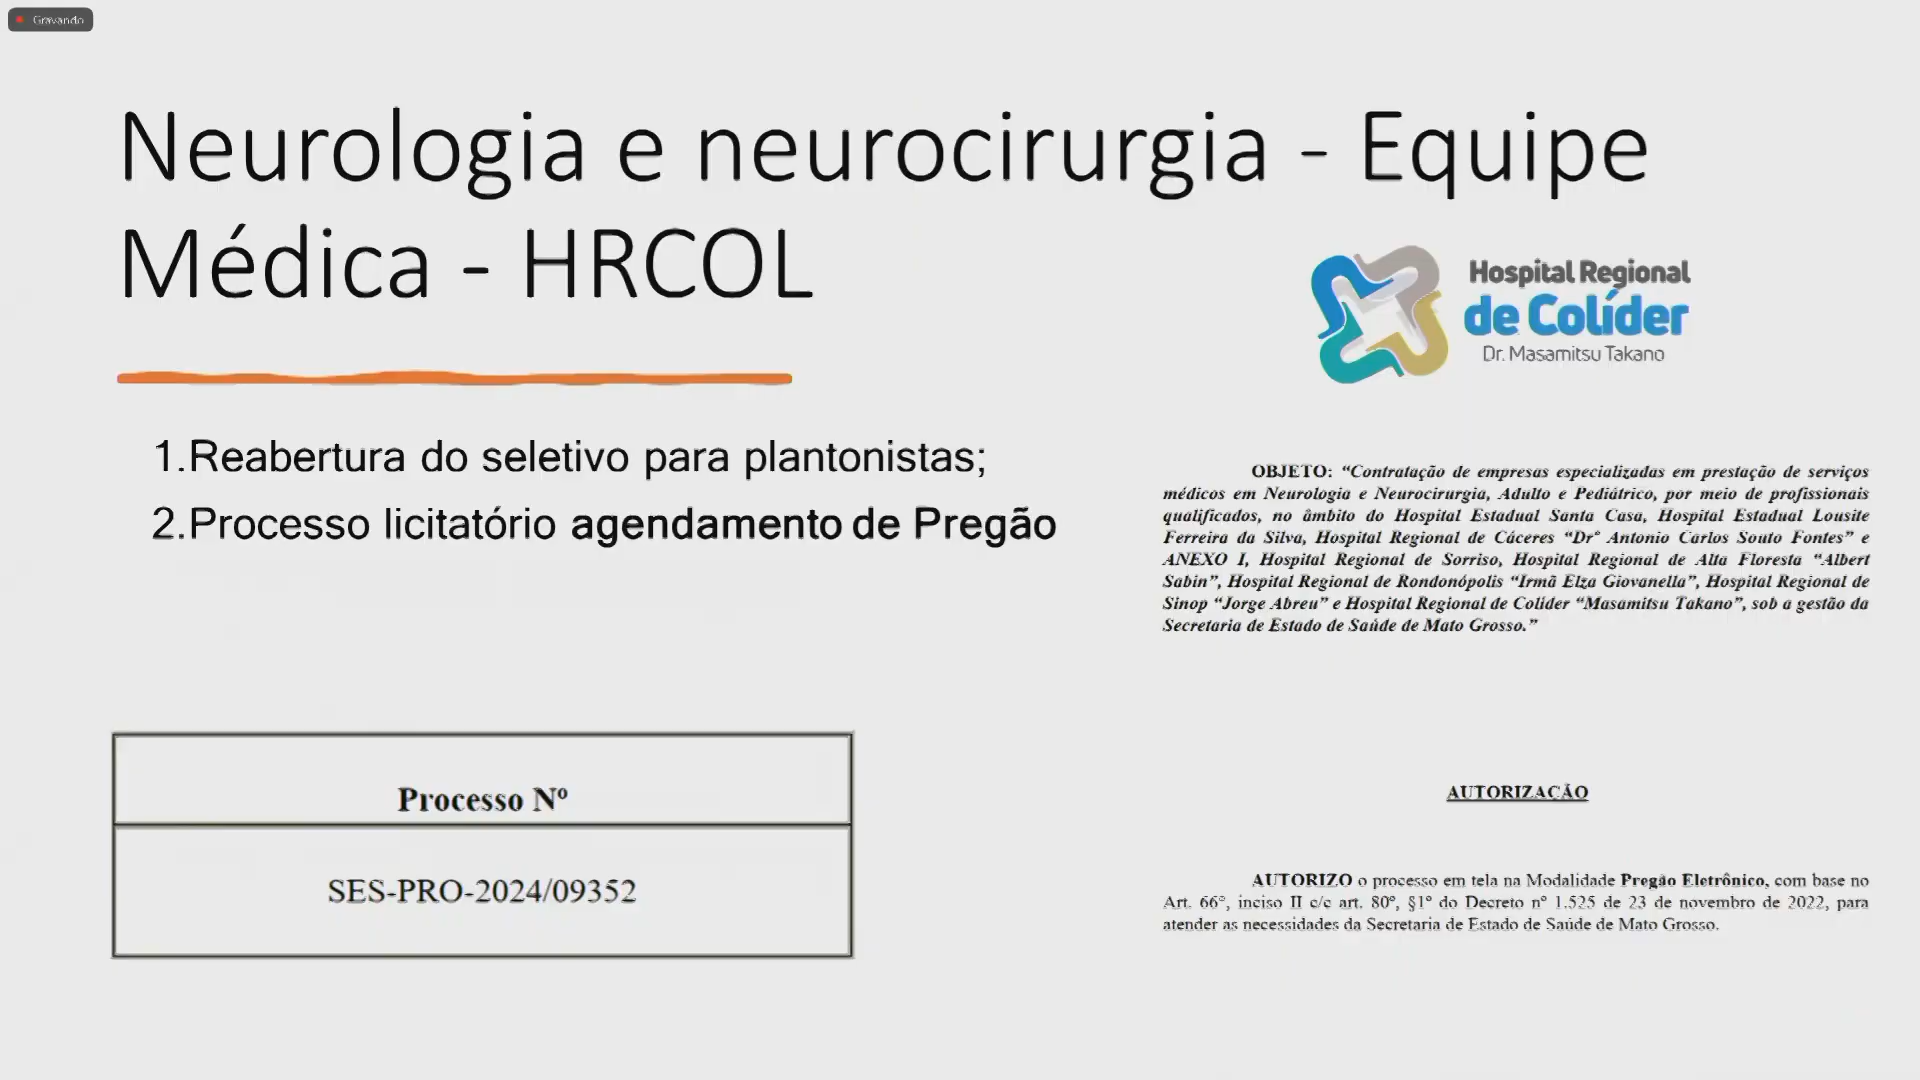 Gravando
Neurologia e neurocirurgia - Equipe
Médica - HRCOL
Hospital Regional
de Colíder
Dr. Masamitsu Takano
1.Reabertura do seletivo para plantonistas;
2.Processo licitatório agendamento de Pregão
OBJETO: “Contratação de empresas especializadas em prestação de serviços
médicos em Neurologia e Neurocirurgia, Adulto e Pediátrico, por meio de profissionais
qualificados, no âmbito do Hospital Estadual Santa Casa, Hospital Estadual Lousite
Ferreira da Silva, Hospital Regional de Cáceres “Drº Antonio Carlos Souto Fontes” e
ANEXO I, Hospital Regional de Sorriso, Hospital Regional de Alta Floresta “Albert
Sabin”, Hospital Regional de Rondonópolis “Irmã Elza Giovanella”, Hospital Regional de
Sinop “Jorge Abreu” e Hospital Regional de Colíder “Masamitsu Takano”, sob a gestão da
Secretaria de Estado de Saúde de Mato Grosso.”
Processo Nº
SES-PRO-2024/09352
AUTORIZAÇÃO
AUTORIZO o processo em tela na Modalidade Pregão Eletrônico, com base no
Art. 66º, inciso II c/c art. 80º, §1º do Decreto nº 1.525 de 23 de novembro de 2022, para
atender as necessidades da Secretaria de Estado de Saúde de Mato Grosso.